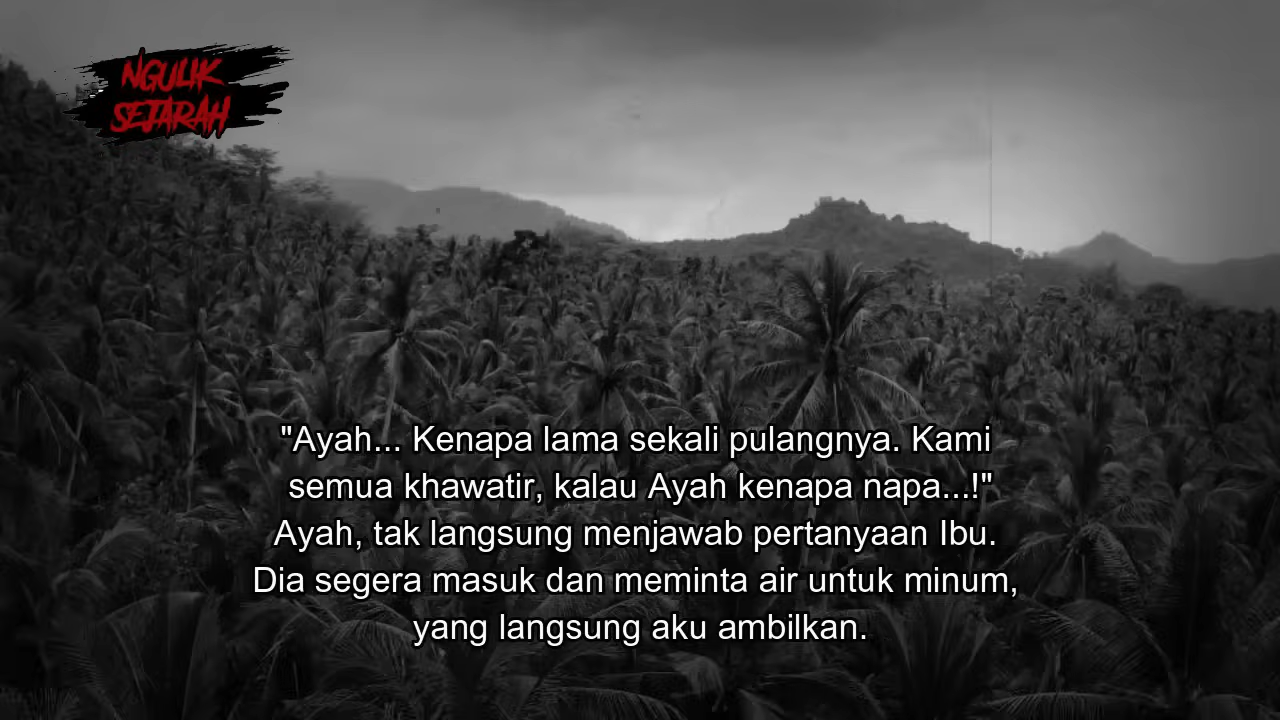 NGULIK
SEJARAH
"Ayah... Kenapa lama sekali pulangnya. Kami
semua khawatir, kalau Ayah kenapa napa...!"
Ayah, tak langsung menjawab pertanyaan Ibu.
Dia segera masuk dan meminta air untuk minum,
yang langsung aku ambilkan.